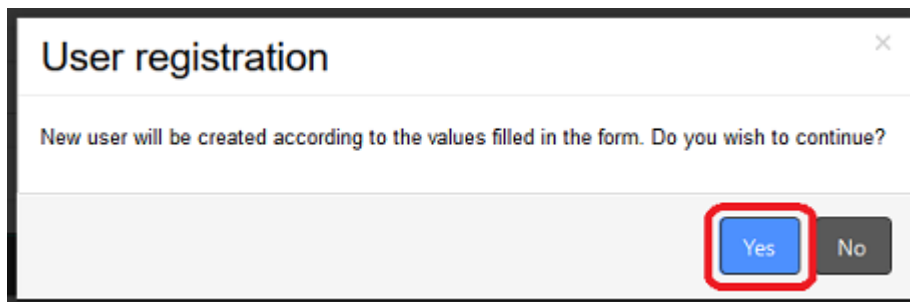 User registration
New user will be created according to the values filled in the form. Do you wish to continue?
Yes No